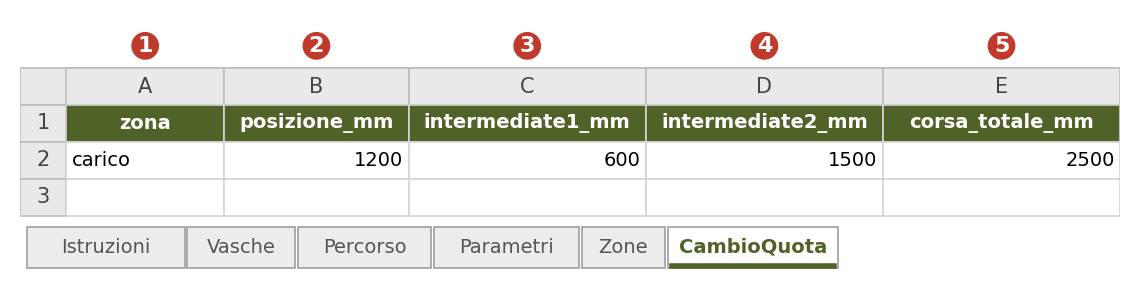 1 2 3 4 5
A B C D E
1 zona posizione_mm intermediate1_mm intermediate2_mm corsa_totale_mm
2 carico 1200 600 1500 2500
3
Istruzioni Vasche Percorso Parametri Zone CambioQuota